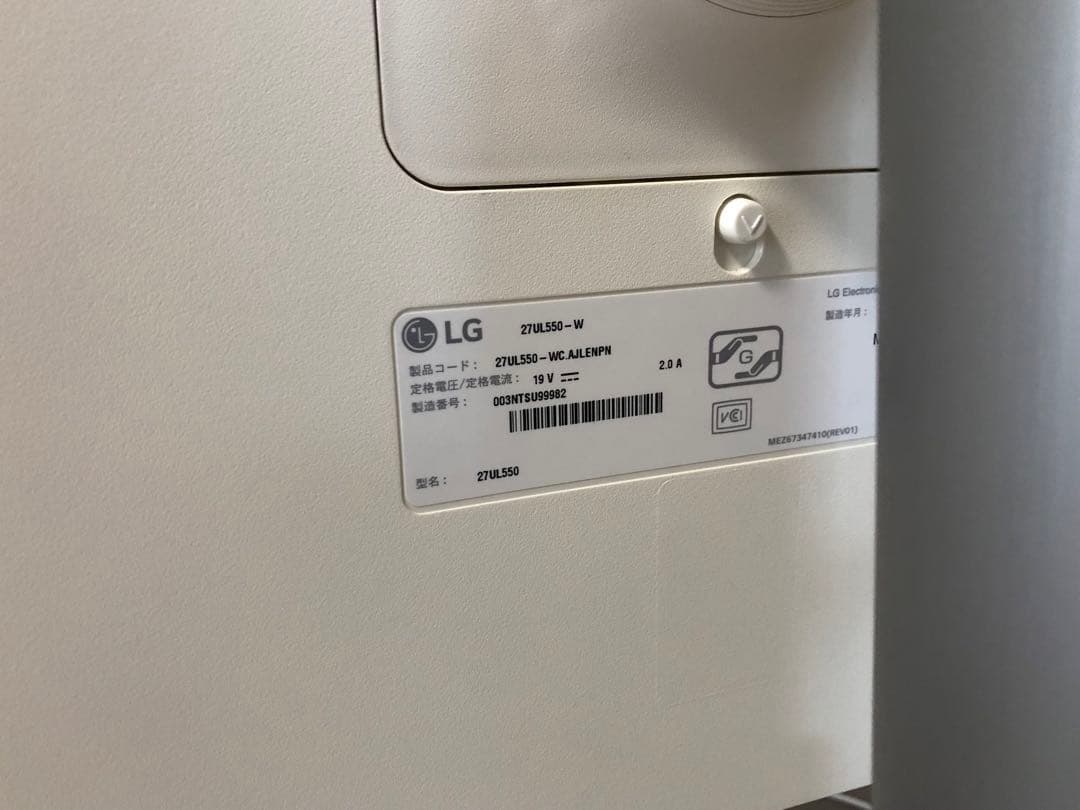 LG 27UL550-W
製品コード： 27UL550-WC.AJLENPN
定格電圧/定格電流： 19 V 2.0 A
製造番号： 003NTSU99982
型名： 27UL550
G
VCCI
MEZ67347410(REV01)
LG
製造年月：